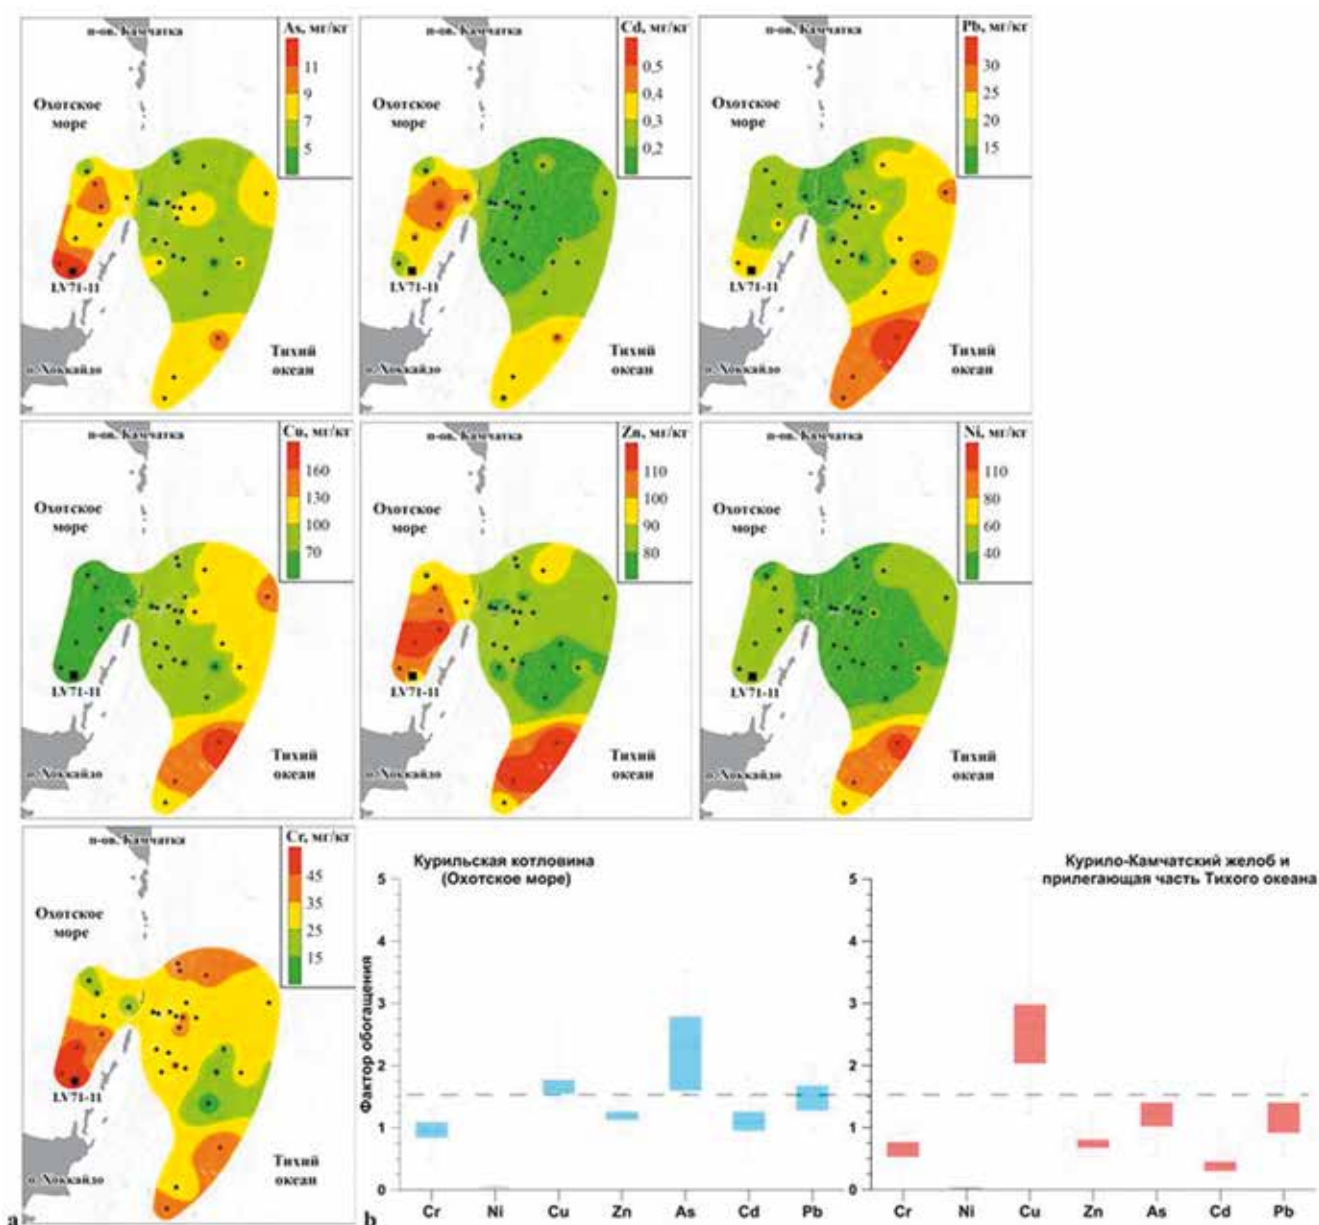 п-ов. Камчатка
As, мг/кг
11
9
7
5
Охотское
море
LV71-11
о. Хоккайдо
Тихий
океан
п-ов. Камчатка
Cd, мг/кг
0,5
0,4
0,3
0,2
Охотское
море
LV71-11
о. Хоккайдо
Тихий
океан
п-ов. Камчатка
Pb, мг/кг
30
25
20
15
Охотское
море
LV71-11
о. Хоккайдо
Тихий
океан
п-ов. Камчатка
Cu, мг/кг
160
130
100
70
Охотское
море
LV71-11
о. Хоккайдо
Тихий
океан
п-ов. Камчатка
Zn, мг/кг
110
100
90
80
Охотское
море
LV71-11
о. Хоккайдо
Тихий
океан
п-ов. Камчатка
Ni, мг/кг
110
80
60
40
Охотское
море
LV71-11
о. Хоккайдо
Тихий
океан
п-ов. Камчатка
Cr, мг/кг
45
35
25
15
Охотское
море
LV71-11
о. Хоккайдо
Тихий
океан
a
Курильская котловина
(Охотское море)
Фактор обогащения
5
4
3
2
1
0
Cr Ni Cu Zn As Cd Pb
b
Курило-Камчатский желоб и
прилегающая часть Тихого океана
5
4
3
2
1
0
Cr Ni Cu Zn As Cd Pb